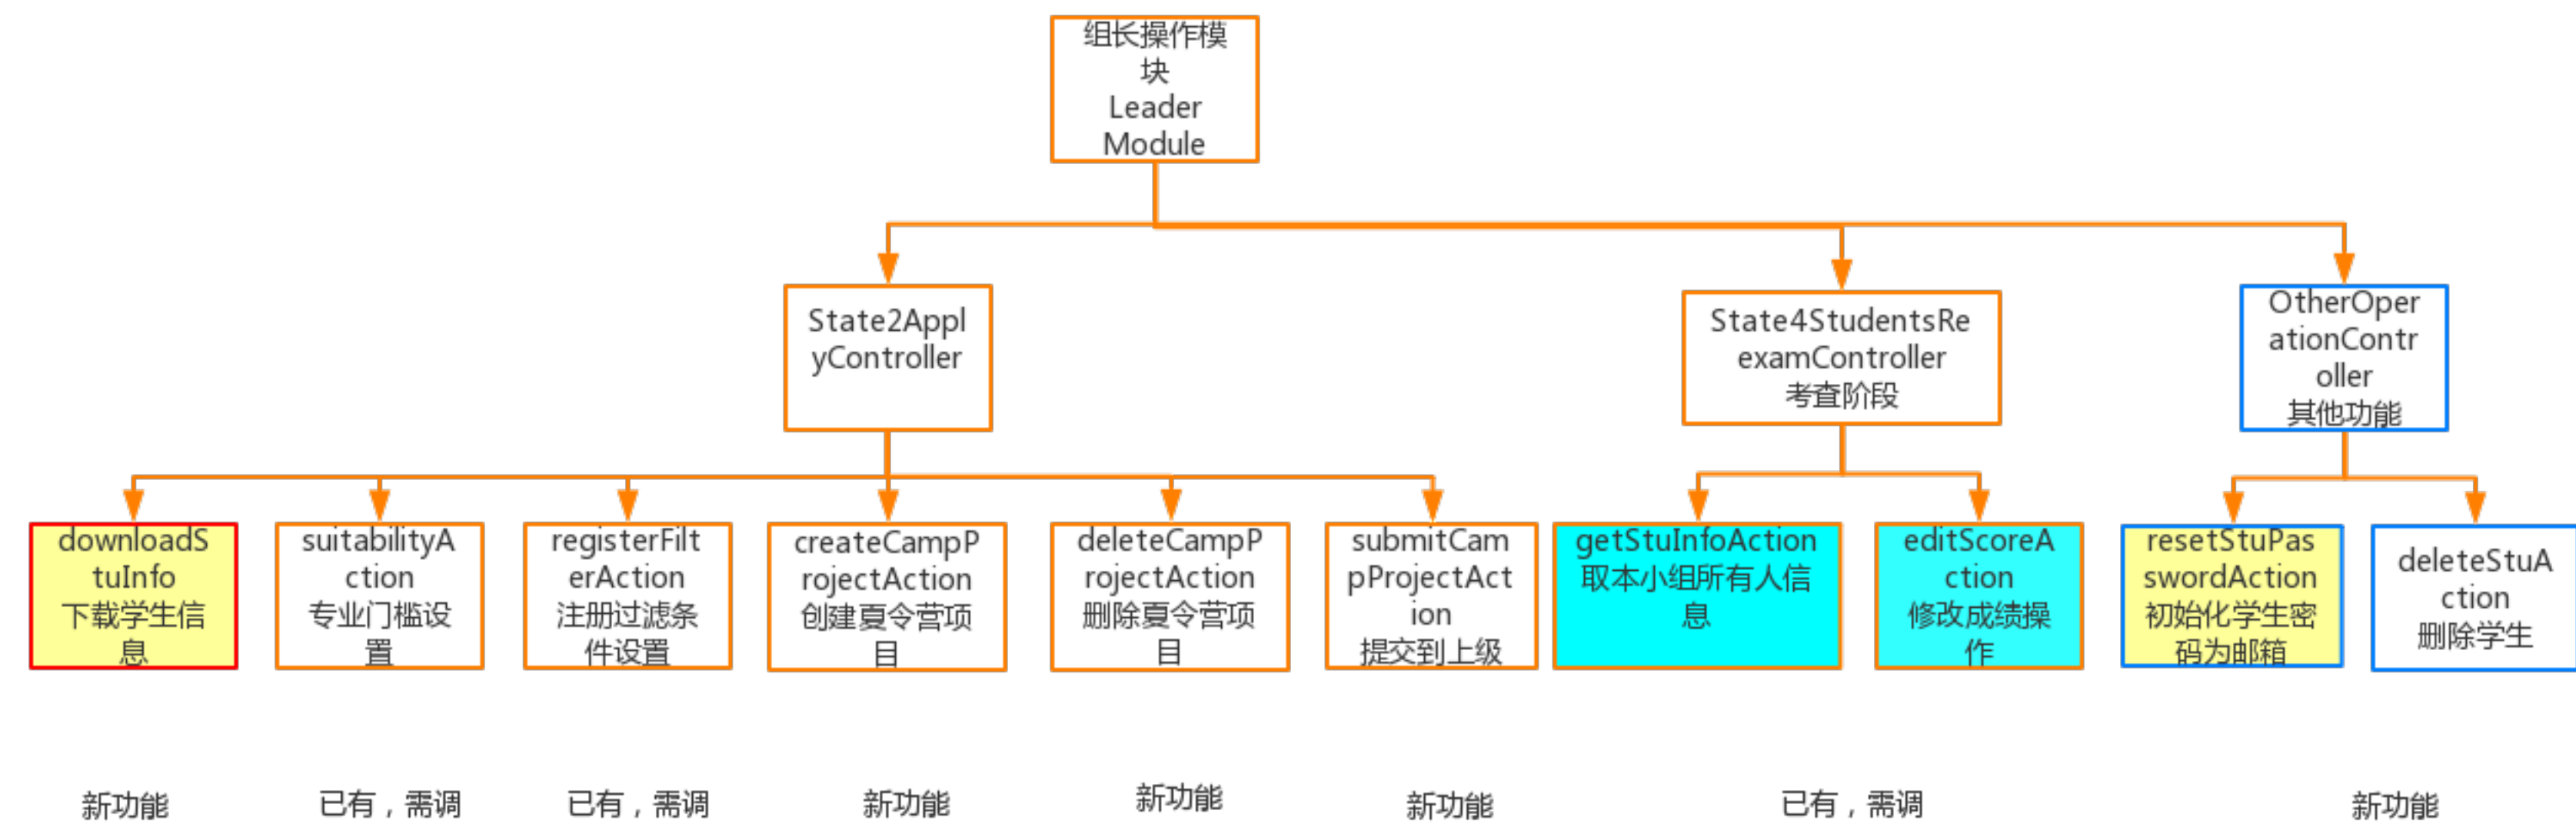 组长操作模
块
Leader
Module
State2Appl
yController
State4StudentsRe
examController
考查阶段
OtherOper
ationContr
oller
其他功能
downloadS
tuInfo
下载学生信
息
suitabilityA
ction
专业门槛设
置
registerFilt
erAction
注册过滤条
件设置
createCampP
rojectAction
创建夏令营项
目
deleteCampP
rojectAction
删除夏令营项
目
submitCam
pProjectAct
ion
提交到上级
getStuInfoAction
取本小组所有人信
息
editScoreA
ction
修改成绩操
作
resetStuPas
swordAction
初始化学生密
码为邮箱
deleteStuA
ction
删除学生
新功能
已有，需调
已有，需调
新功能
新功能
新功能
已有，需调
新功能